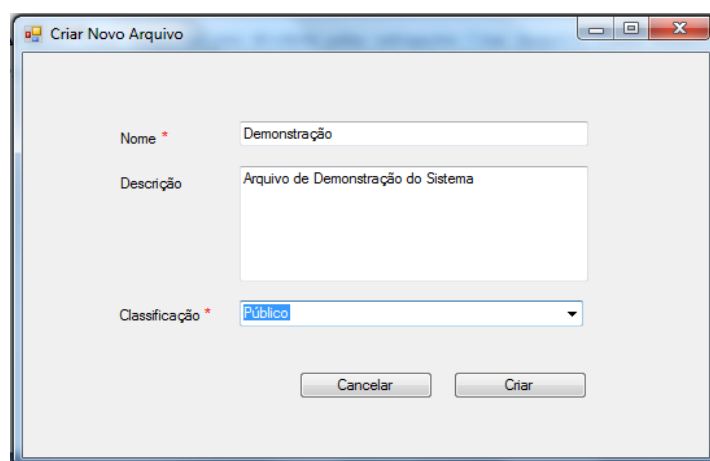 Criar Novo Arquivo
Nome * Demonstração
Descrição Arquivo de Demonstração do Sistema
Classificação * Público
Cancelar Criar